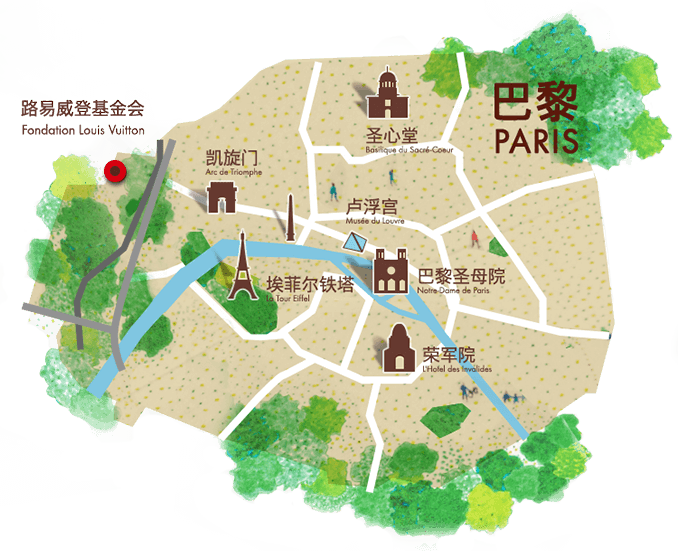 巴黎
PARIS
路易威登基金会
Fondation Louis Vuitton
圣心堂
Basilique du Sacré-Coeur
凯旋门
Arc de Triomphe
卢浮宫
Musée du Louvre
埃菲尔铁塔
La Tour Eiffel
巴黎圣母院
Notre-Dame de Paris
荣军院
L'Hotel des Invalides